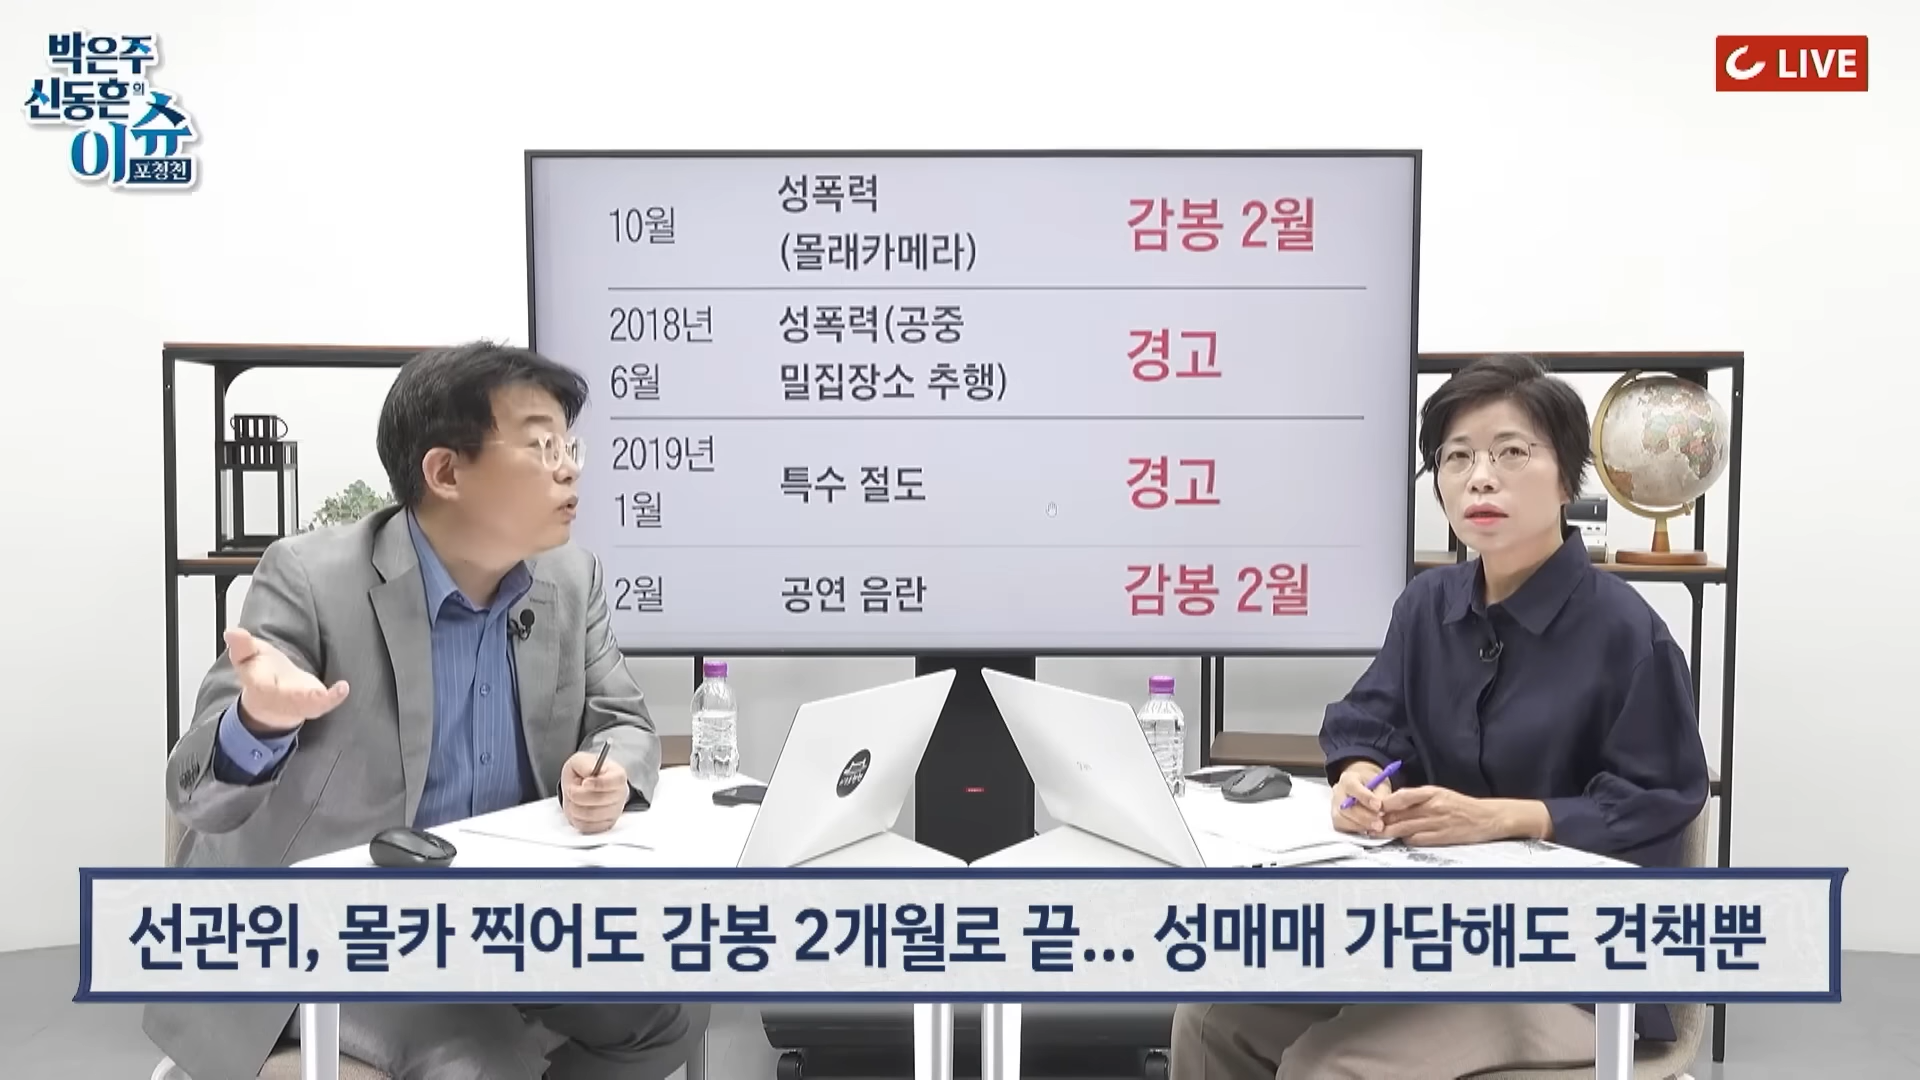 박은주
신동흔의
이슈
포청천
LIVE
10월
성폭력
(몰래카메라)
감봉 2월
2018년
6월
성폭력(공중
밀집장소 추행)
경고
2019년
1월
특수 절도
경고
2월
공연 음란
감봉 2월
선관위, 몰카 찍어도 감봉 2개월로 끝... 성매매 가담해도 견책뿐